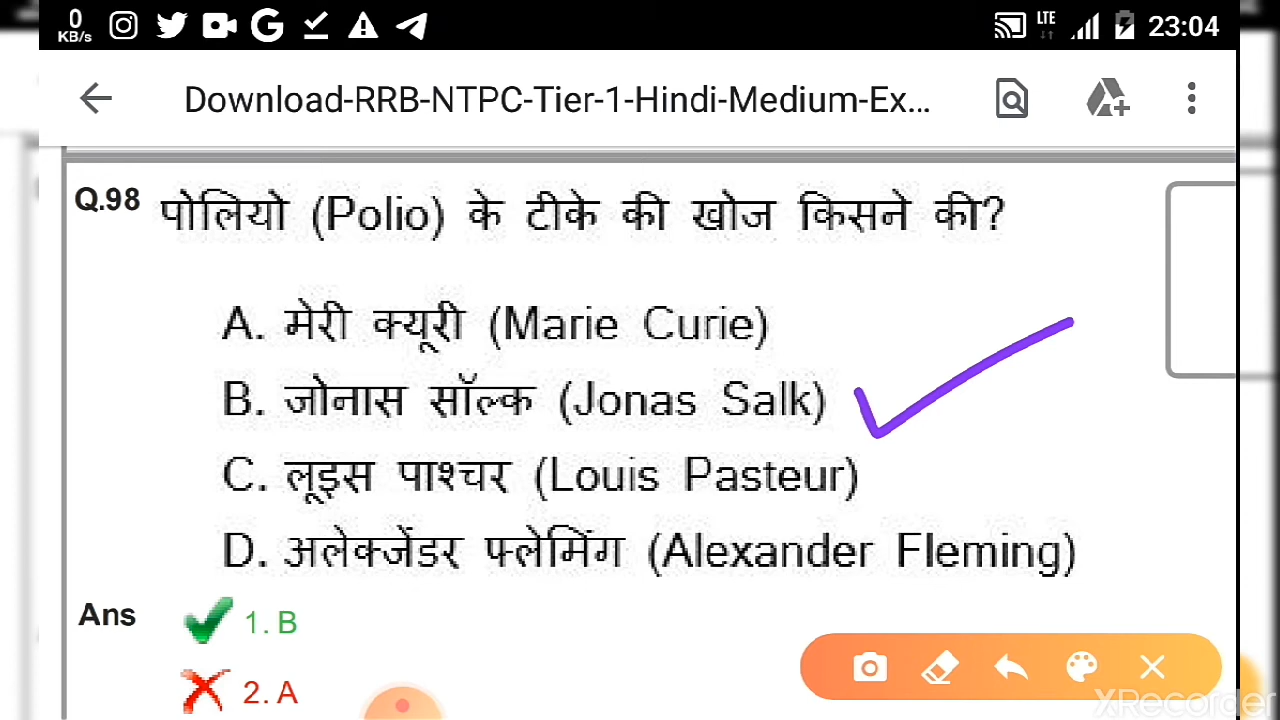 0
KB/s
LTE
23:04
Download-RRB-NTPC-Tier-1-Hindi-Medium-Ex...
Q.98 पोलियो (Polio) के टीके की खोज किसने की?
A. मेरी क्यूरी (Marie Curie)
B. जोनास सॉल्क (Jonas Salk)
C. लूइस पाश्चर (Louis Pasteur)
D. अलेक्जेंडर फ्लेमिंग (Alexander Fleming)
Ans 1. B
2. A
XRecorder